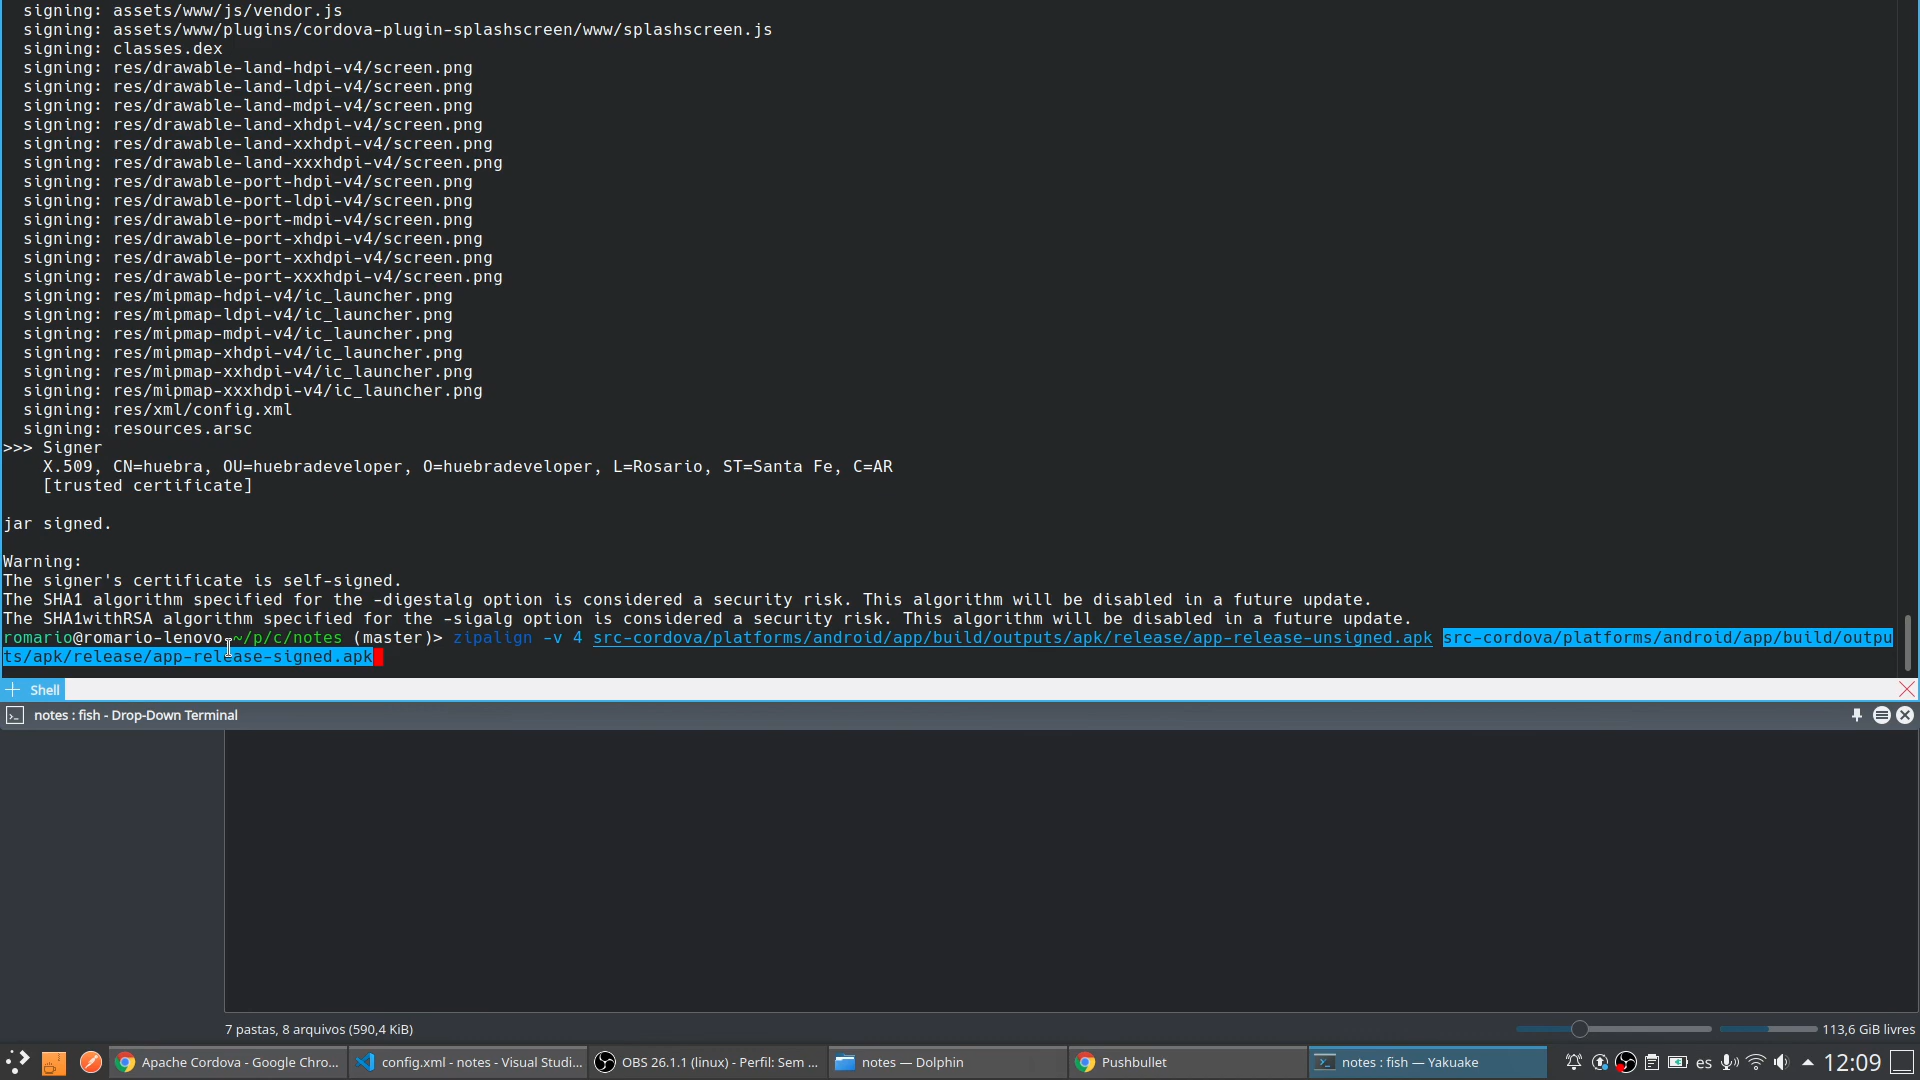 signing: assets/www/js/vendor.js
signing: assets/www/plugins/cordova-plugin-splashscreen/www/splashscreen.js
signing: classes.dex
signing: res/drawable-land-hdpi-v4/screen.png
signing: res/drawable-land-ldpi-v4/screen.png
signing: res/drawable-land-mdpi-v4/screen.png
signing: res/drawable-land-xhdpi-v4/screen.png
signing: res/drawable-land-xxhdpi-v4/screen.png
signing: res/drawable-land-xxxhdpi-v4/screen.png
signing: res/drawable-port-hdpi-v4/screen.png
signing: res/drawable-port-ldpi-v4/screen.png
signing: res/drawable-port-mdpi-v4/screen.png
signing: res/drawable-port-xhdpi-v4/screen.png
signing: res/drawable-port-xxhdpi-v4/screen.png
signing: res/drawable-port-xxxhdpi-v4/screen.png
signing: res/mipmap-hdpi-v4/ic_launcher.png
signing: res/mipmap-ldpi-v4/ic_launcher.png
signing: res/mipmap-mdpi-v4/ic_launcher.png
signing: res/mipmap-xhdpi-v4/ic_launcher.png
signing: res/mipmap-xxhdpi-v4/ic_launcher.png
signing: res/mipmap-xxxhdpi-v4/ic_launcher.png
signing: res/xml/config.xml
signing: resources.arsc
>>> Signer
X.509, CN=huebra, OU=huebradeveloper, O=huebradeveloper, L=Rosario, ST=Santa Fe, C=AR
[trusted certificate]
jar signed.
Warning:
The signer's certificate is self-signed.
The SHA1 algorithm specified for the -digestalg option is considered a security risk. This algorithm will be disabled in a future update.
The SHA1withRSA algorithm specified for the -sigalg option is considered a security risk. This algorithm will be disabled in a future update.
romario@romario-lenovo ~/p/c/notes (master)> zipalign -v 4 src-cordova/platforms/android/app/build/outputs/apk/release/app-release-unsigned.apk src-cordova/platforms/android/app/build/outpu
ts/apk/release/app-release-signed.apk
Shell
notes : fish - Drop-Down Terminal
7 pastas, 8 arquivos (590,4 KiB)
113,6 GiB livres
Apache Cordova - Google Chro...
config.xml - notes - Visual Studi...
OBS 26.1.1 (linux) - Perfil: Sem ...
notes — Dolphin
Pushbullet
notes : fish — Yakuake
es
12:09